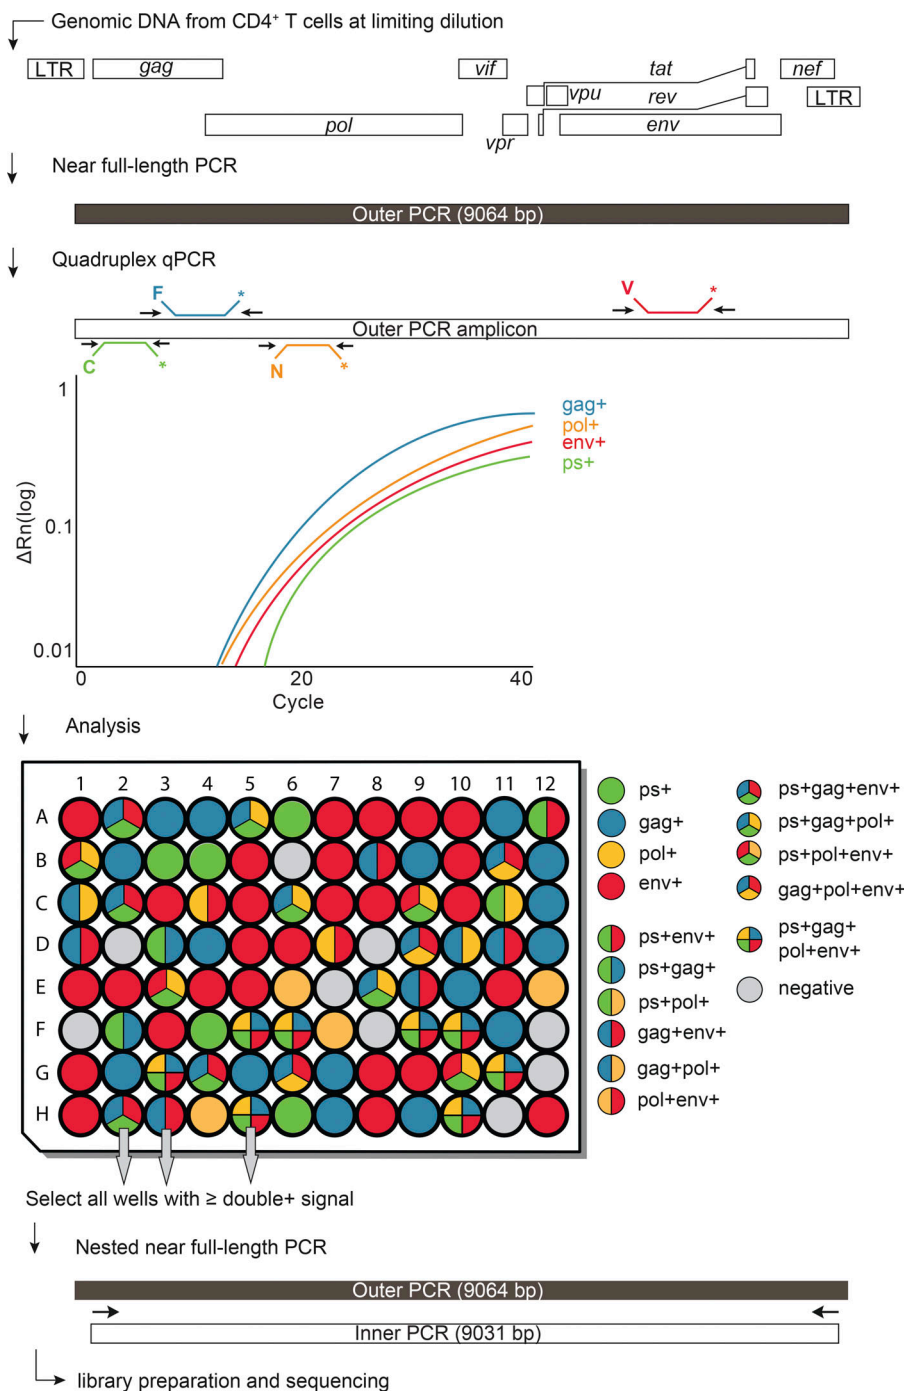 Genomic DNA from CD4⁺ T cells at limiting dilution
LTR gag vif tat nef
vpu rev LTR
pol vpr env
Near full-length PCR
Outer PCR (9064 bp)
Quadruplex qPCR
F * V *
Outer PCR amplicon
C * N *
1
gag+
pol+
env+
ps+
0.1
ΔRn(log)
0.01
0 20 40
Cycle
Analysis
1 2 3 4 5 6 7 8 9 10 11 12
A
B
C
D
E
F
G
H
ps+
gag+
pol+
env+
ps+env+
ps+gag+
ps+pol+
gag+env+
gag+pol+
pol+env+
ps+gag+env+
ps+gag+pol+
ps+pol+env+
gag+pol+env+
ps+gag+
pol+env+
negative
Select all wells with ≥ double+ signal
Nested near full-length PCR
Outer PCR (9064 bp)
Inner PCR (9031 bp)
library preparation and sequencing